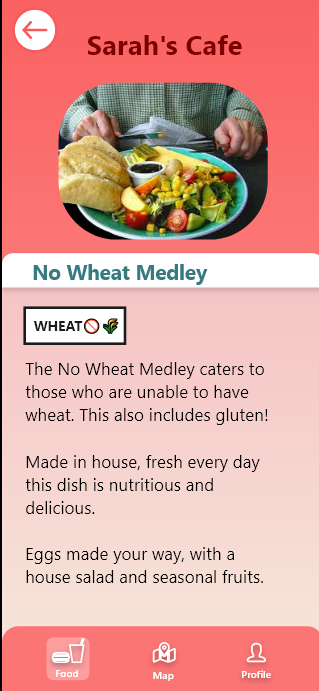 Sarah's Cafe
No Wheat Medley
WHEAT
The No Wheat Medley caters to
those who are unable to have
wheat. This also includes gluten!
Made in house, fresh every day
this dish is nutritious and
delicious.
Eggs made your way, with a
house salad and seasonal fruits.
Food
Map
Profile